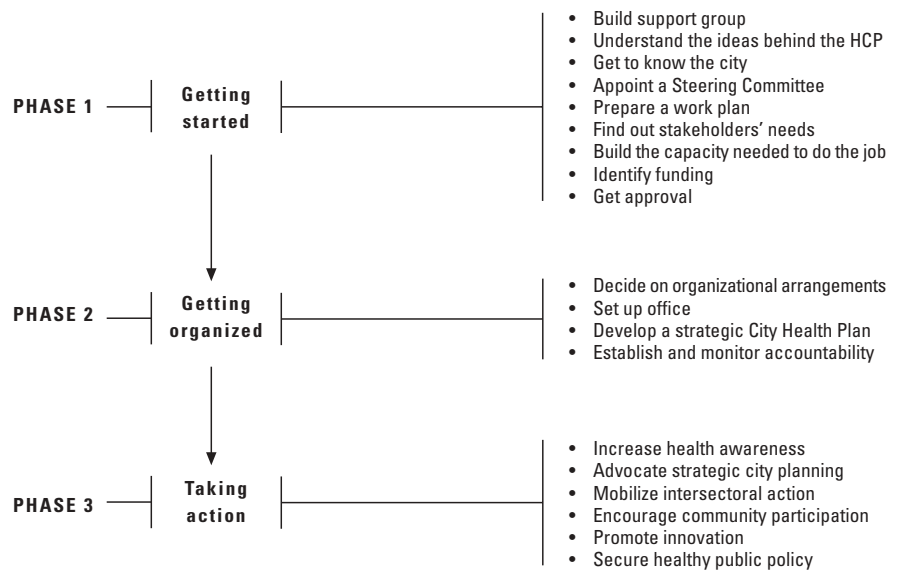 PHASE 1
Getting
started
• Build support group
• Understand the ideas behind the HCP
• Get to know the city
• Appoint a Steering Committee
• Prepare a work plan
• Find out stakeholders’ needs
• Build the capacity needed to do the job
• Identify funding
• Get approval
PHASE 2
Getting
organized
• Decide on organizational arrangements
• Set up office
• Develop a strategic City Health Plan
• Establish and monitor accountability
PHASE 3
Taking
action
• Increase health awareness
• Advocate strategic city planning
• Mobilize intersectoral action
• Encourage community participation
• Promote innovation
• Secure healthy public policy